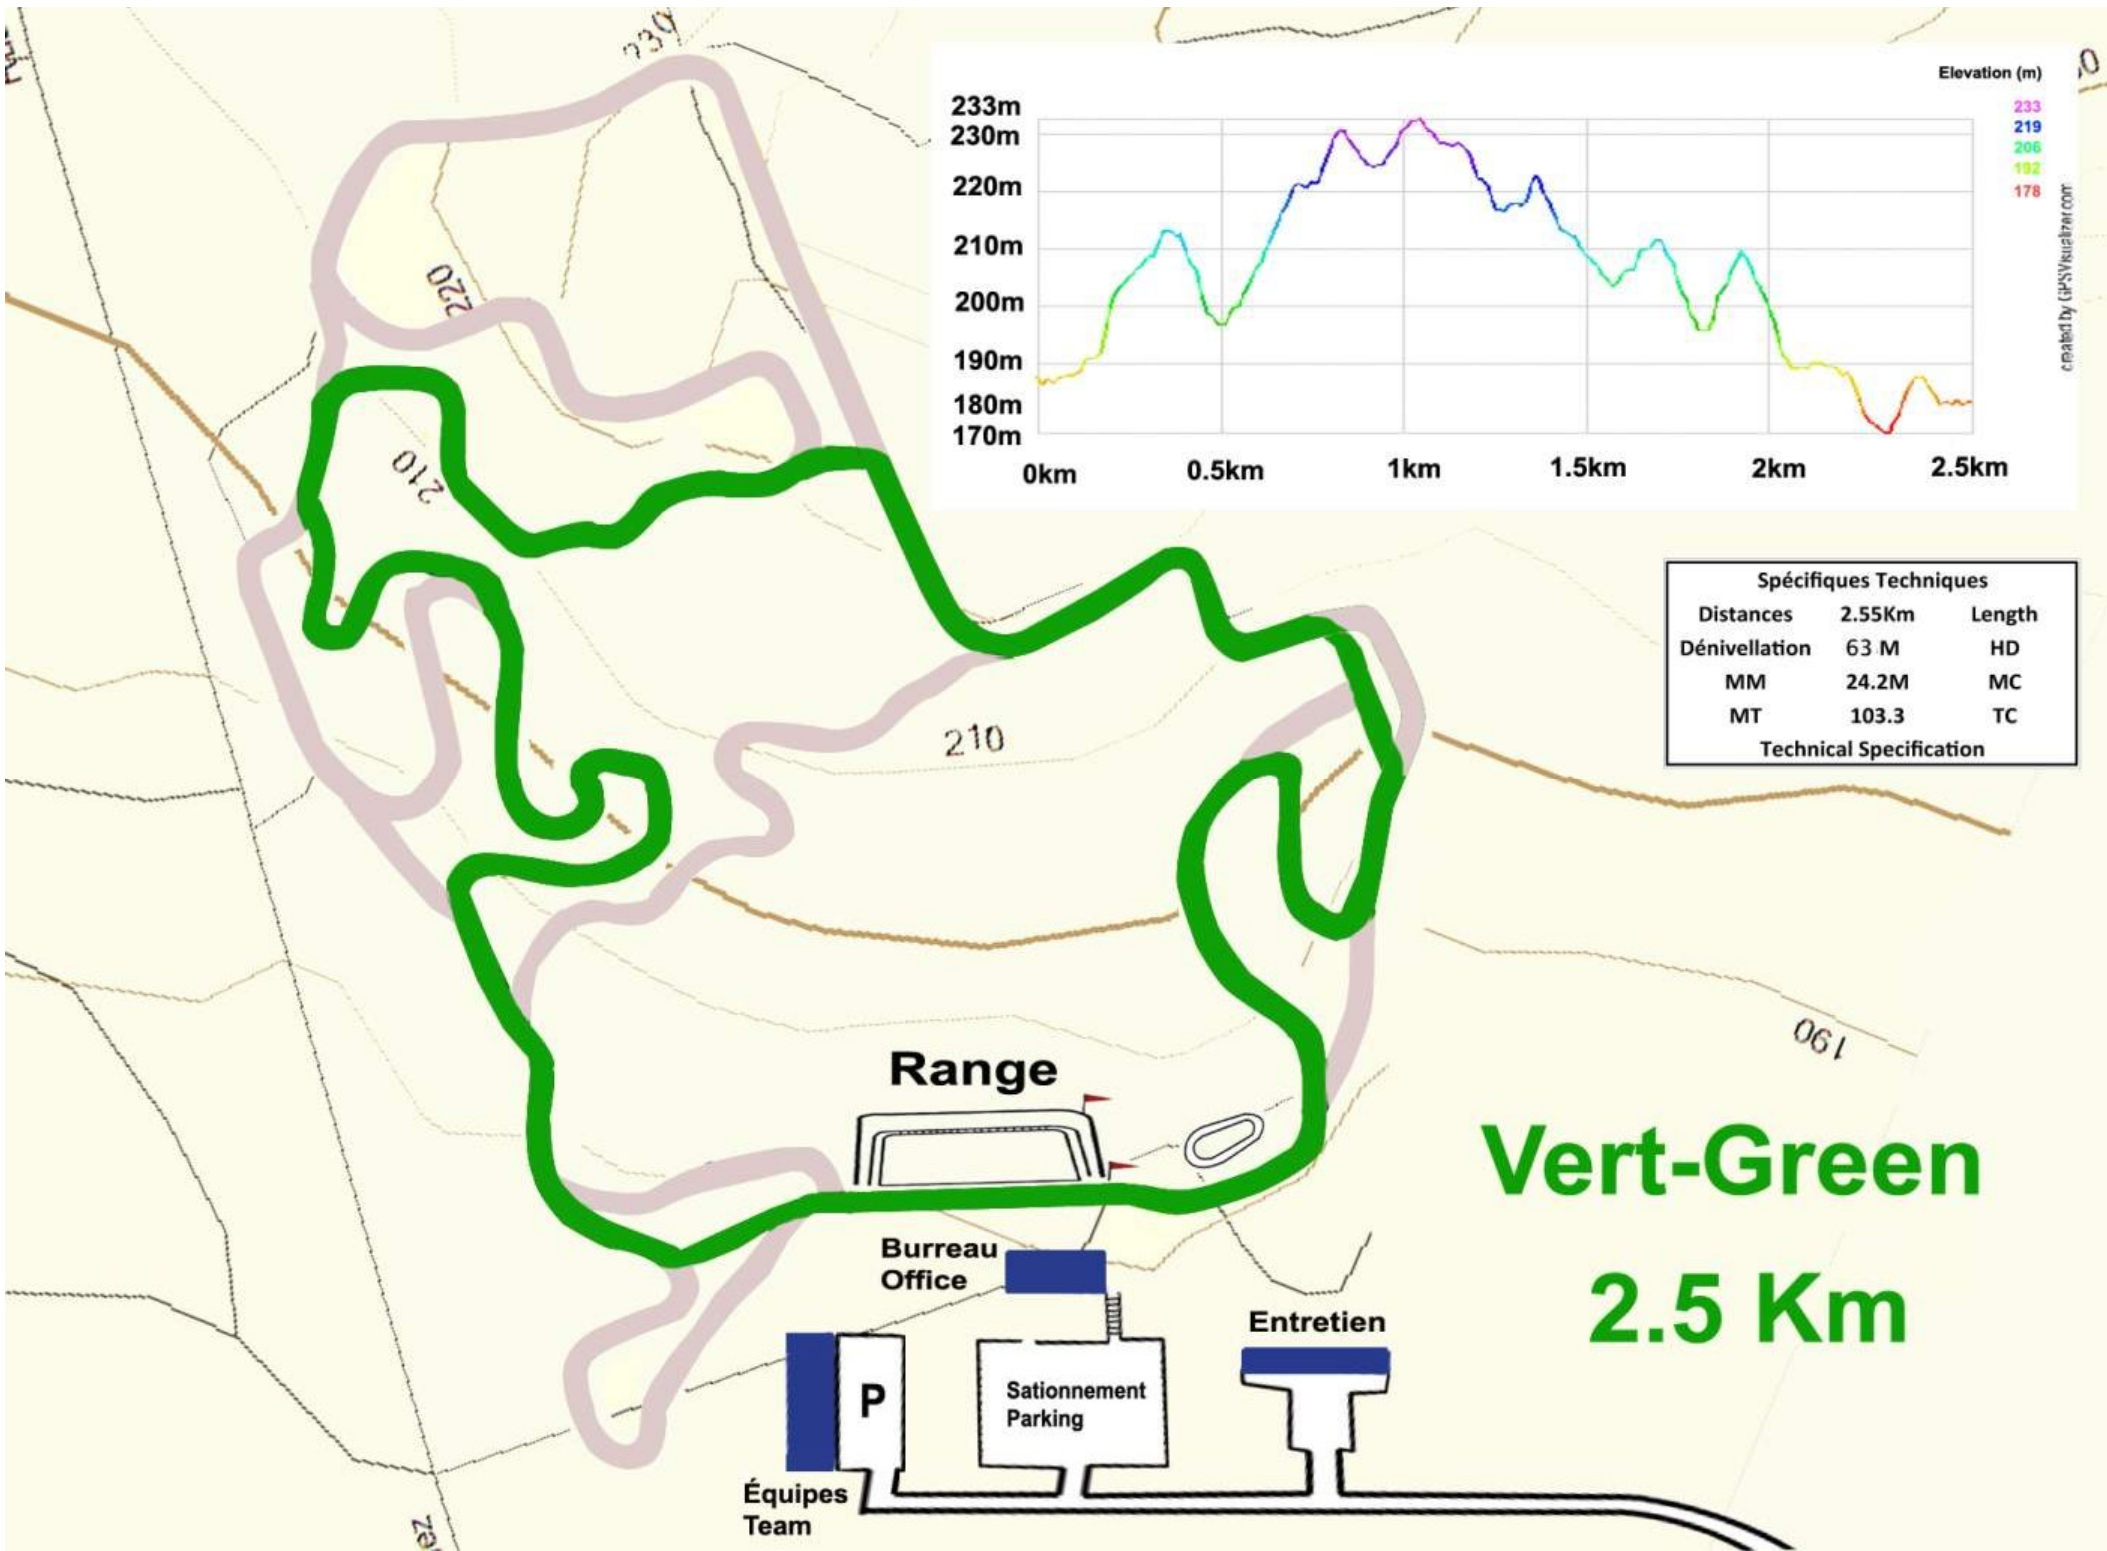 230
Elevation (m)
233
219
206
192
178
created by GPSVisualizer.com
233m
230m
220m
210m
200m
190m
180m
170m
0km 0.5km 1km 1.5km 2km 2.5km
220
210
Spécifiques Techniques
Distances 2.55Km Length
Dénivellation 63 M HD
MM 24.2M MC
MT 103.3 TC
Technical Specification
210
190
Range
Vert-Green
2.5 Km
Burreau
Office
Entretien
P
Sationnement
Parking
Équipes
Team